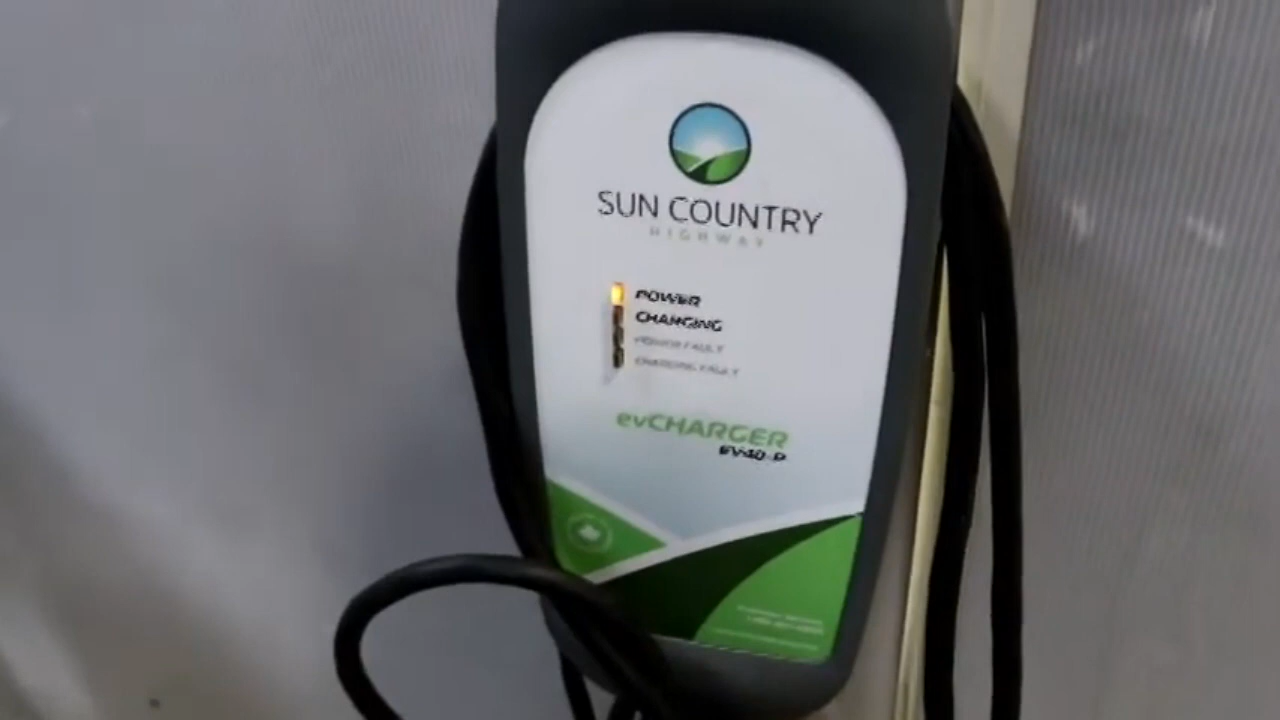 SUN COUNTRY
HIGHWAY
POWER
CHARGING
POWER FAULT
CHARGING FAULT
evCHARGER
EV40-P